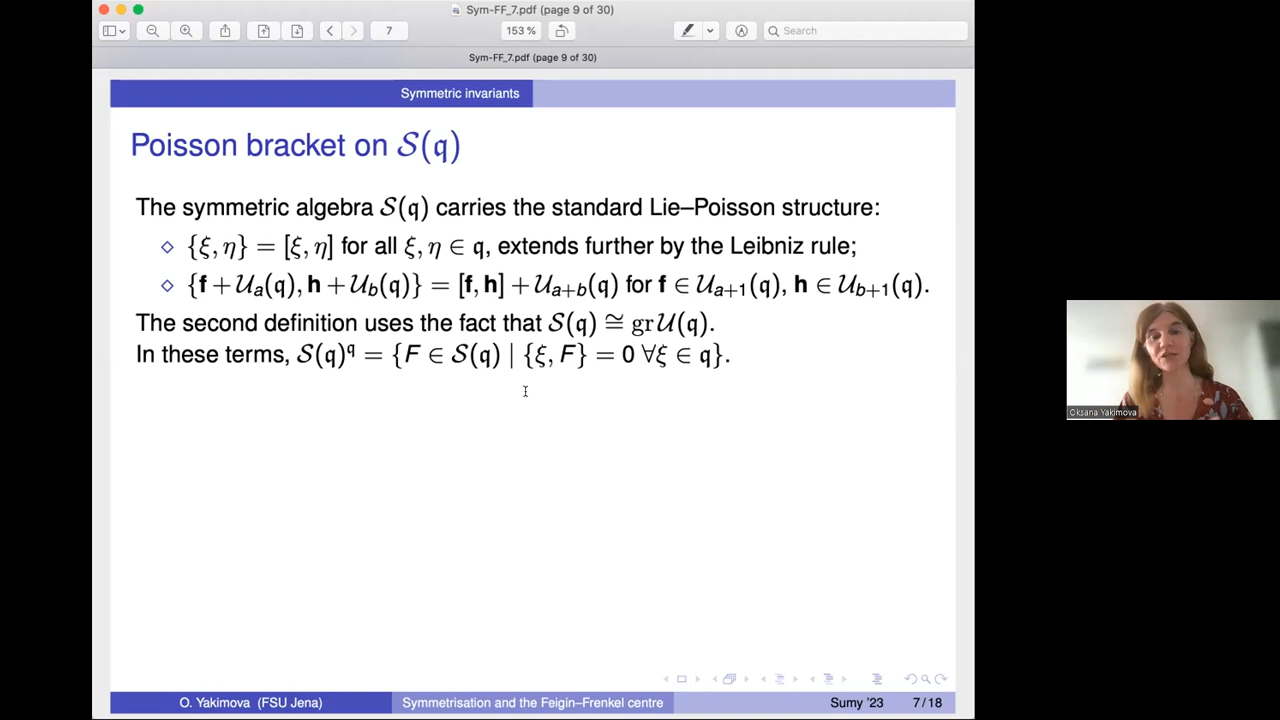 Sym-FF_7.pdf (page 9 of 30)
7
153 %
Search
Sym-FF_7.pdf (page 9 of 30)
Symmetric invariants
Poisson bracket on 𝒮(𝔮)
The symmetric algebra 𝒮(𝔮) carries the standard Lie–Poisson structure:
◇ {ξ, η} = [ξ, η] for all ξ, η ∈ 𝔮, extends further by the Leibniz rule;
◇ {𝐟 + 𝒰ₐ(𝔮), 𝐡 + 𝒰_b(𝔮)} = [𝐟, 𝐡] + 𝒰_{a+b}(𝔮) for 𝐟 ∈ 𝒰_{a+1}(𝔮), 𝐡 ∈ 𝒰_{b+1}(𝔮).
The second definition uses the fact that 𝒮(𝔮) ≅ gr 𝒰(𝔮).
In these terms, 𝒮(𝔮)^𝔮 = {F ∈ 𝒮(𝔮) | {ξ, F} = 0 ∀ξ ∈ 𝔮}.
Oksana Yakimova
O. Yakimova (FSU Jena)
Symmetrisation and the Feigin–Frenkel centre
Sumy '23
7/18